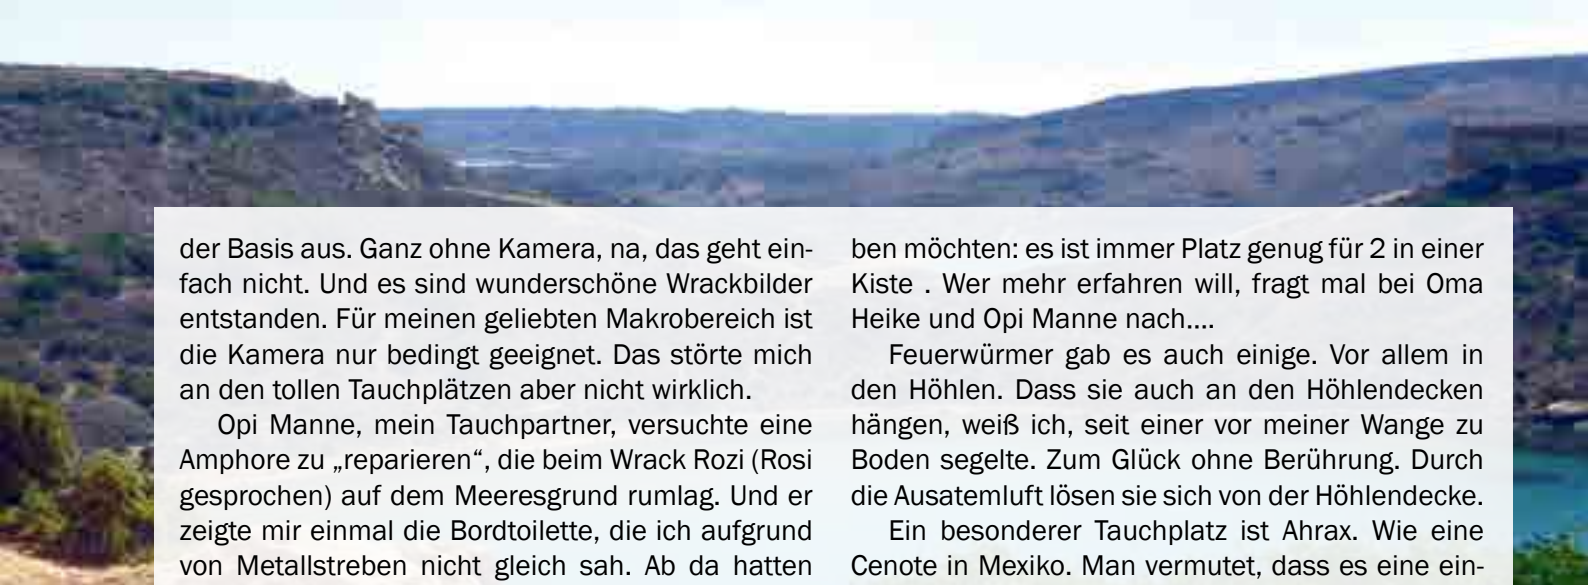 der Basis aus. Ganz ohne Kamera, na, das geht ein-
fach nicht. Und es sind wunderschöne Wrackbilder
entstanden. Für meinen geliebten Makrobereich ist
die Kamera nur bedingt geeignet. Das störte mich
an den tollen Tauchplätzen aber nicht wirklich.
Opi Manne, mein Tauchpartner, versuchte eine
Amphore zu „reparieren“, die beim Wrack Rozi (Rosi
gesprochen) auf dem Meeresgrund rumlag. Und er
zeigte mir einmal die Bordtoilette, die ich aufgrund
von Metallstreben nicht gleich sah. Ab da hatten
ben möchten: es ist immer Platz genug für 2 in einer
Kiste . Wer mehr erfahren will, fragt mal bei Oma
Heike und Opi Manne nach....
Feuerwürmer gab es auch einige. Vor allem in
den Höhlen. Dass sie auch an den Höhlendecken
hängen, weiß ich, seit einer vor meiner Wange zu
Boden segelte. Zum Glück ohne Berührung. Durch
die Ausatemluft lösen sie sich von der Höhlendecke.
Ein besonderer Tauchplatz ist Ahrax. Wie eine
Cenote in Mexiko. Man vermutet, dass es eine ein-